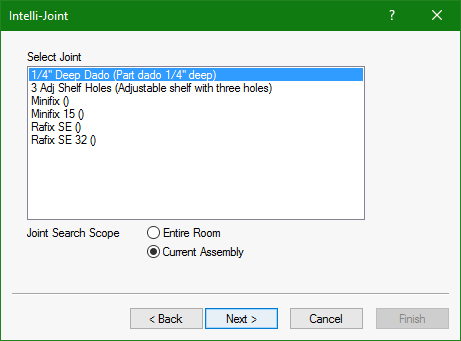 Intelli-Joint
Select Joint
1/4" Deep Dado (Part dado 1/4" deep)
3 Adj Shelf Holes (Adjustable shelf with three holes)
Minifix ()
Minifix 15 ()
Rafix SE ()
Rafix SE 32 ()
Joint Search Scope
Entire Room
Current Assembly
< Back Next > Cancel Finish